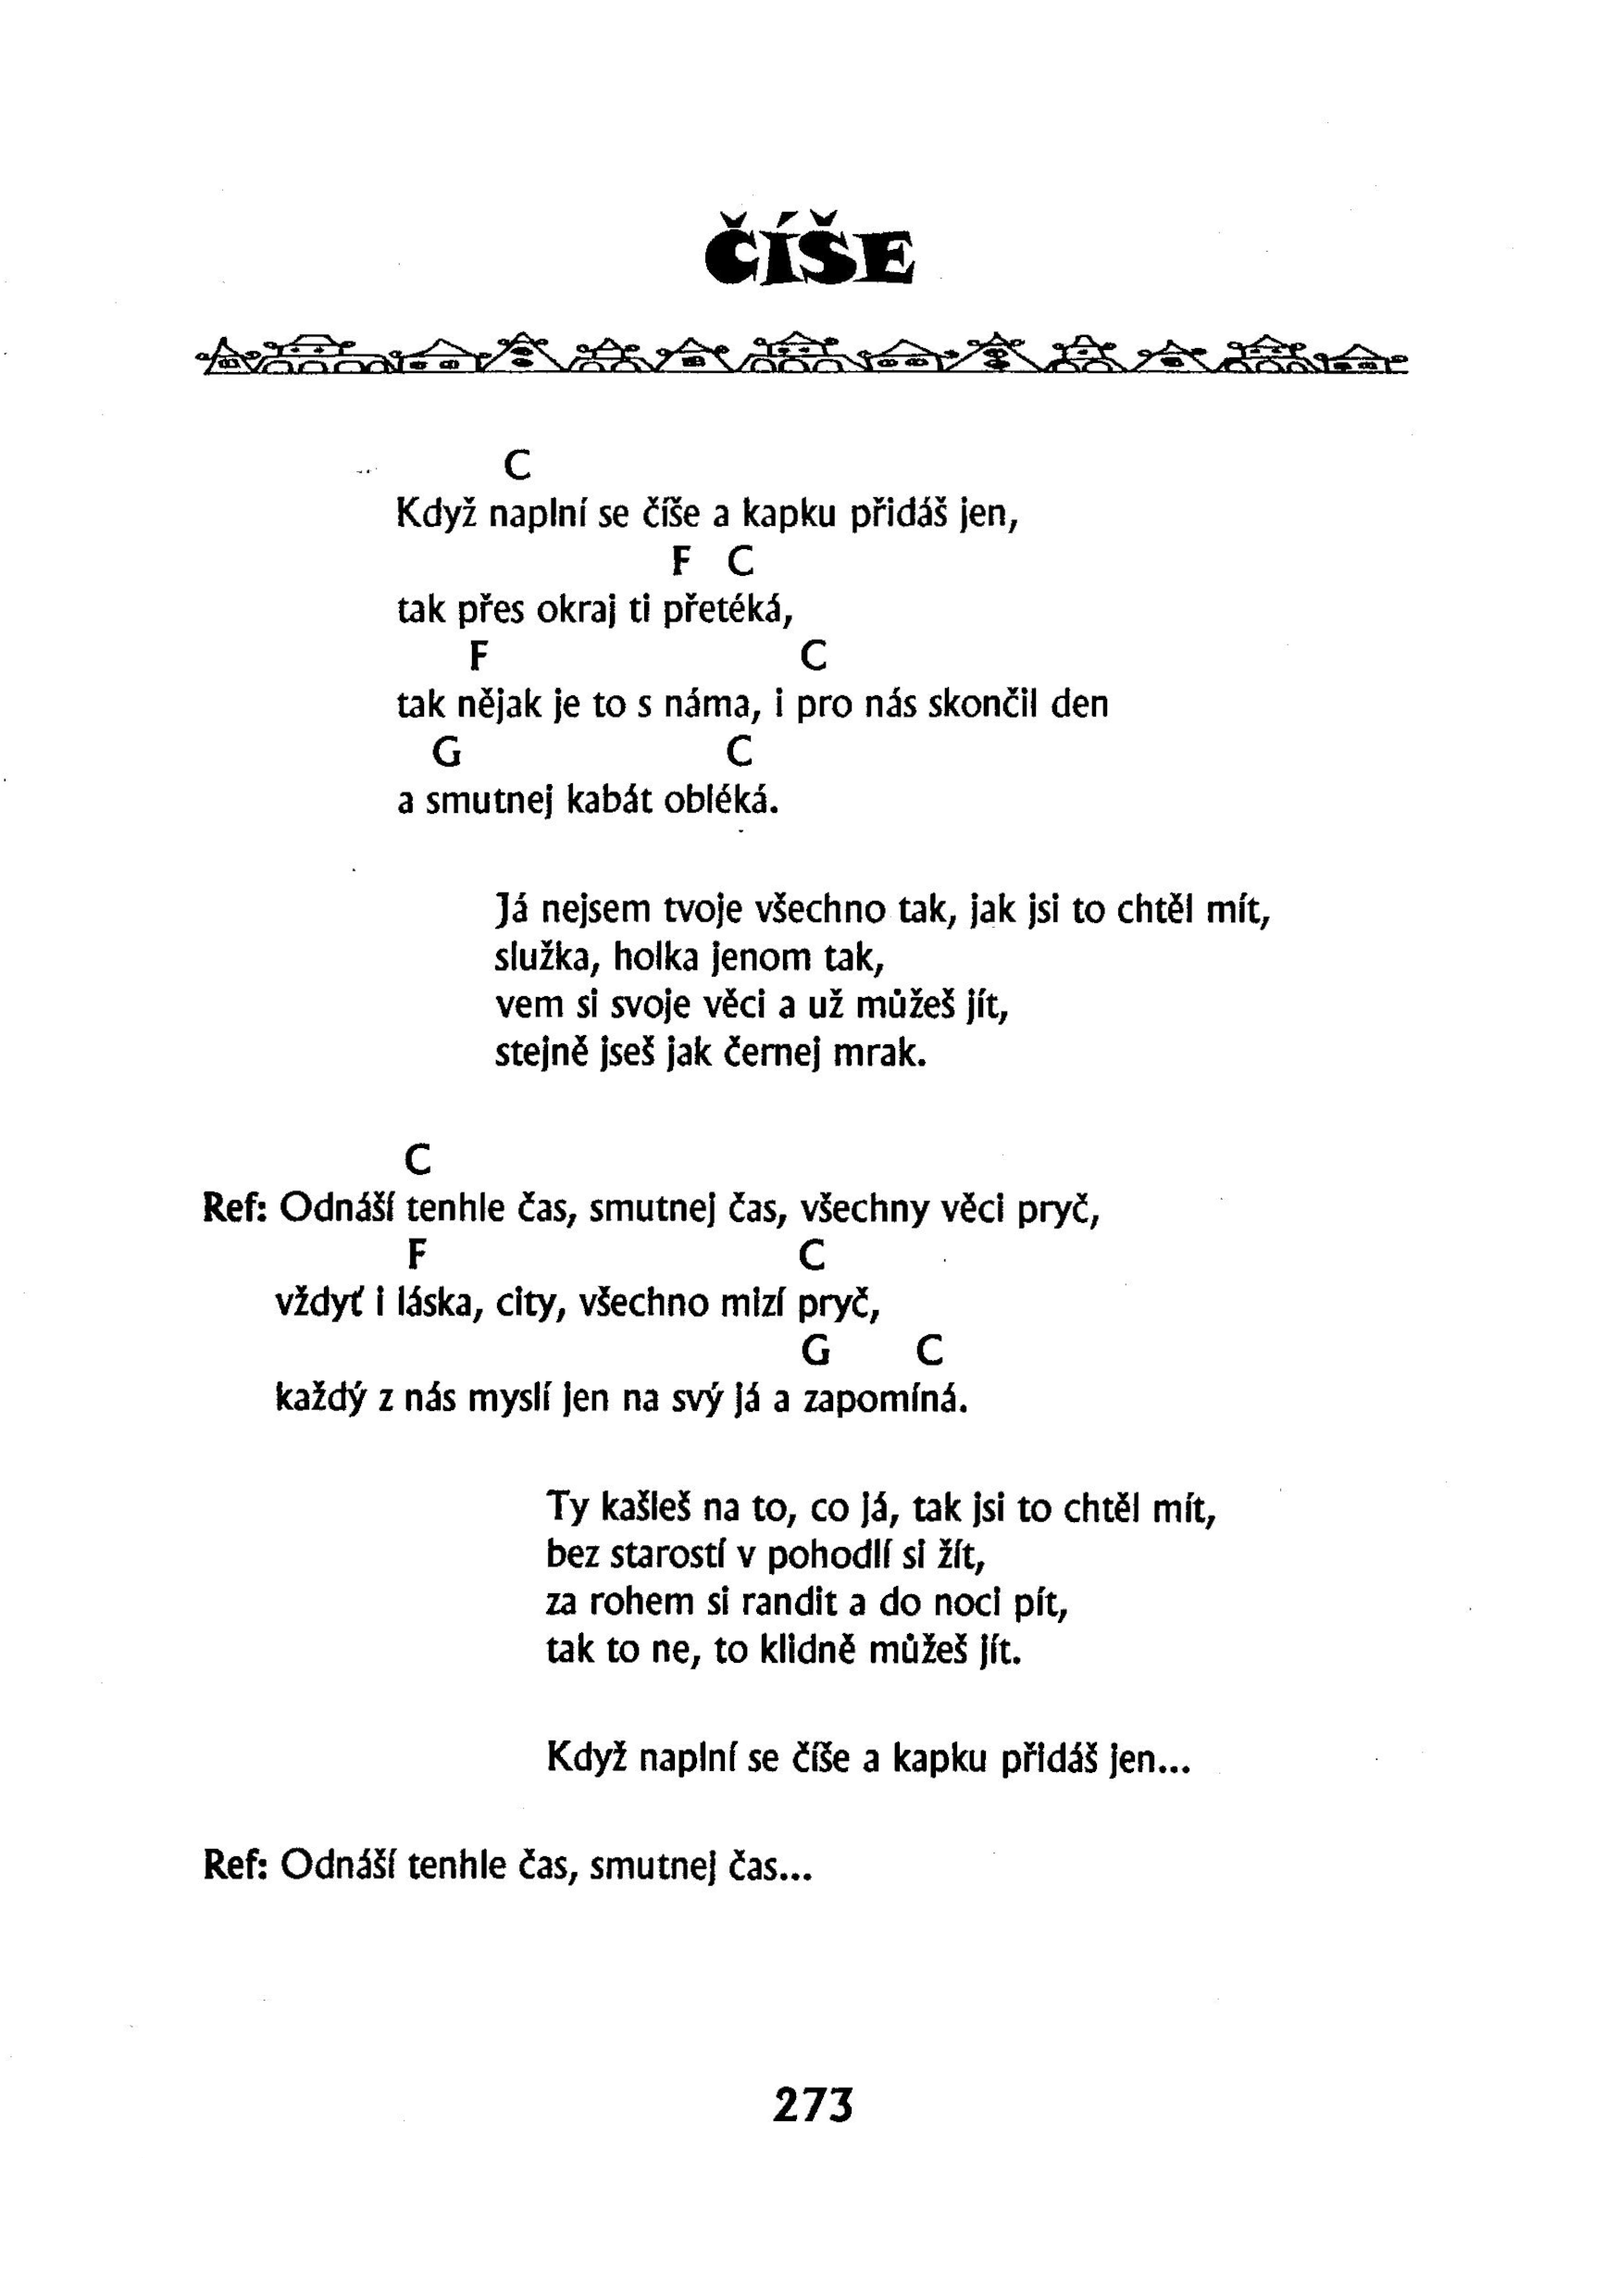 ČÍŠE
C
Když naplní se číše a kapku přidáš jen,
F C
tak přes okraj ti přetéká,
F C
tak nějak je to s náma, i pro nás skončil den
G C
a smutnej kabát obléká.
Já nejsem tvoje všechno tak, jak jsi to chtěl mít,
služka, holka jenom tak,
vem si svoje věci a už můžeš jít,
stejně jseš jak černej mrak.
C
Ref: Odnáší tenhle čas, smutnej čas, všechny věci pryč,
F C
vždyť i láska, city, všechno mizí pryč,
G C
každý z nás myslí jen na svý já a zapomíná.
Ty kašleš na to, co já, tak jsi to chtěl mít,
bez starostí v pohodlí si žít,
za rohem si randit a do noci pít,
tak to ne, to klidně můžeš jít.
Když naplní se číše a kapku přidáš jen...
Ref: Odnáší tenhle čas, smutnej čas...
273